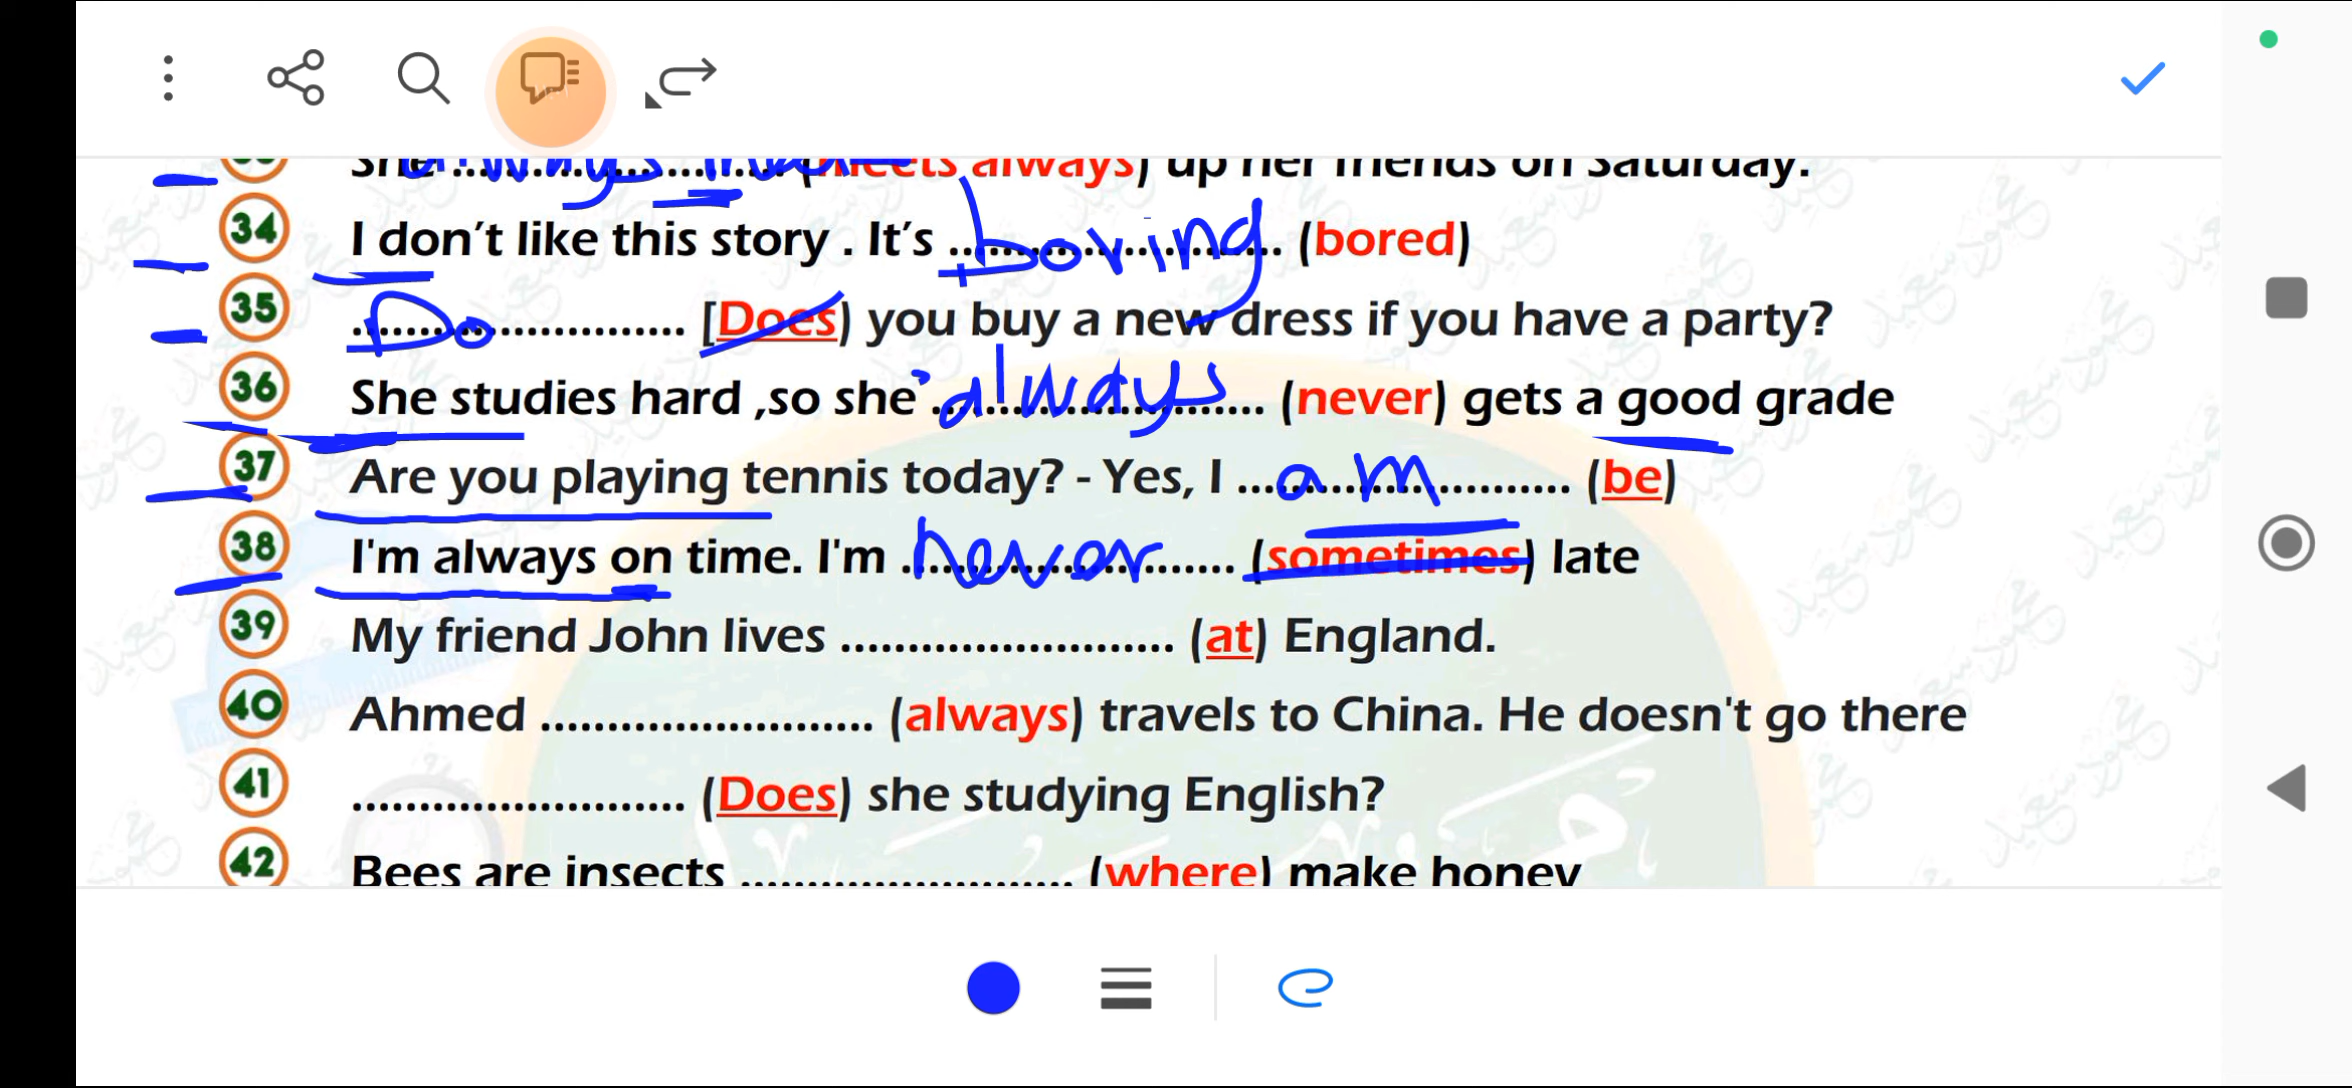 She always meets (meets always) up her friends on Saturday.
34 I don't like this story . It's boring (bored)
35 Do [Does) you buy a new dress if you have a party?
36 She studies hard ,so she always (never) gets a good grade
37 Are you playing tennis today? - Yes, I am (be)
38 I'm always on time. I'm never (sometimes) late
39 My friend John lives ......................... (at) England.
40 Ahmed ......................... (always) travels to China. He doesn't go there
41 ......................... (Does) she studying English?
42 Bees are insects ......................... (where) make honey